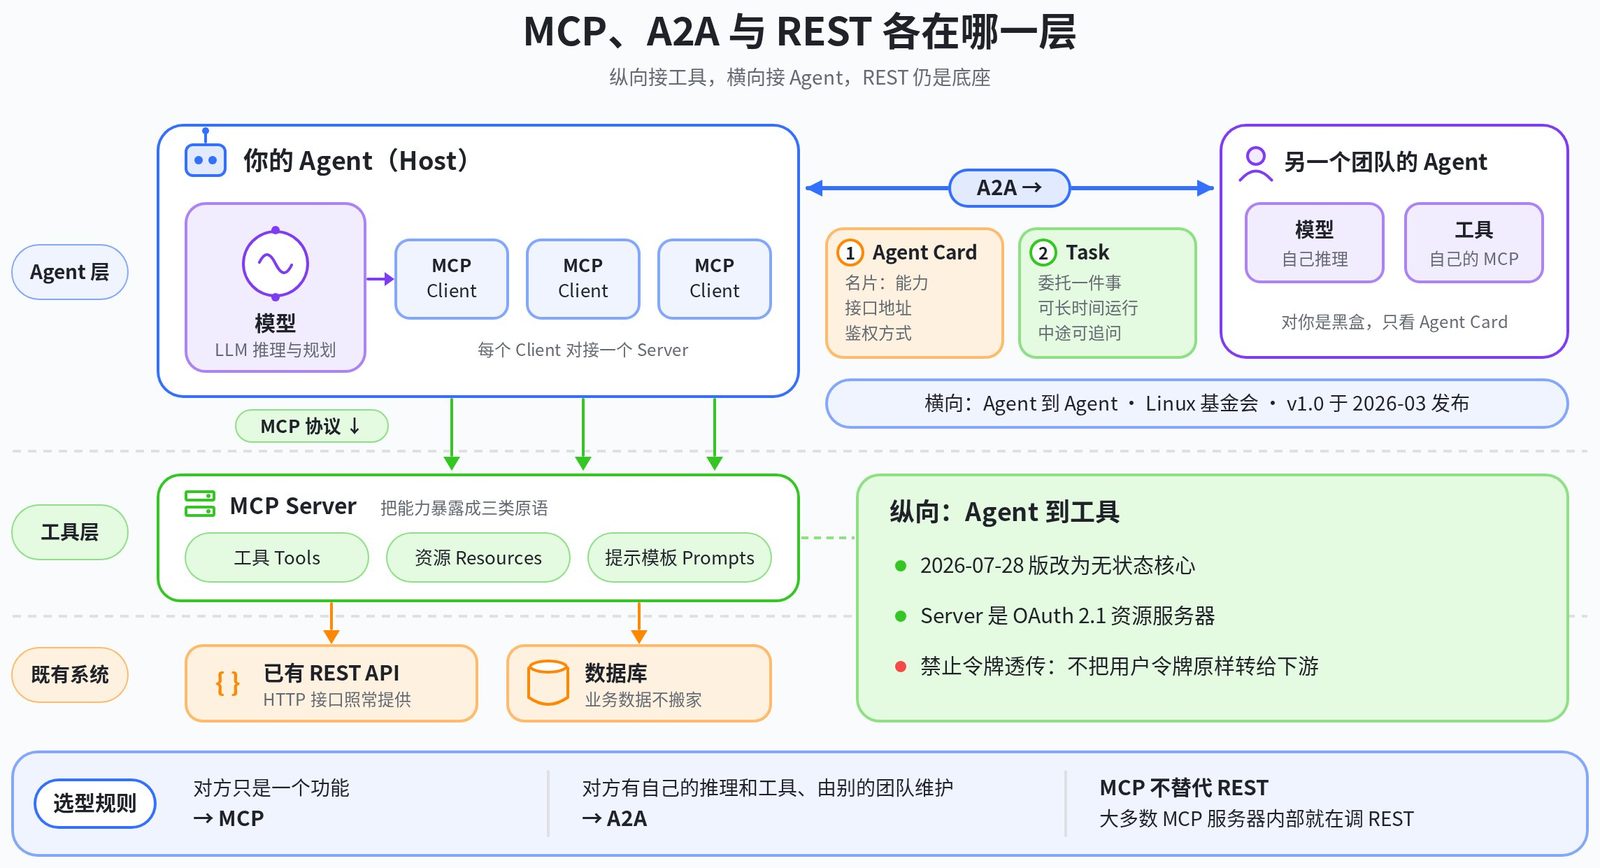 MCP、A2A 与 REST 各在哪一层
纵向接工具，横向接 Agent，REST 仍是底座
你的 Agent（Host）
模型
LLM 推理与规划
MCP
Client
MCP
Client
MCP
Client
每个 Client 对接一个 Server
Agent 层
A2A →
1 Agent Card
名片：能力
接口地址
鉴权方式
2 Task
委托一件事
可长时间运行
中途可追问
另一个团队的 Agent
模型
自己推理
工具
自己的 MCP
对你是黑盒，只看 Agent Card
横向：Agent 到 Agent · Linux 基金会 · v1.0 于 2026-03 发布
MCP 协议 ↓
工具层
MCP Server 把能力暴露成三类原语
工具 Tools
资源 Resources
提示模板 Prompts
纵向：Agent 到工具
2026-07-28 版改为无状态核心
Server 是 OAuth 2.1 资源服务器
禁止令牌透传：不把用户令牌原样转给下游
既有系统
{ }
已有 REST API
HTTP 接口照常提供
数据库
业务数据不搬家
选型规则
对方只是一个功能
→ MCP
对方有自己的推理和工具、由别的团队维护
→ A2A
MCP 不替代 REST
大多数 MCP 服务器内部就在调 REST